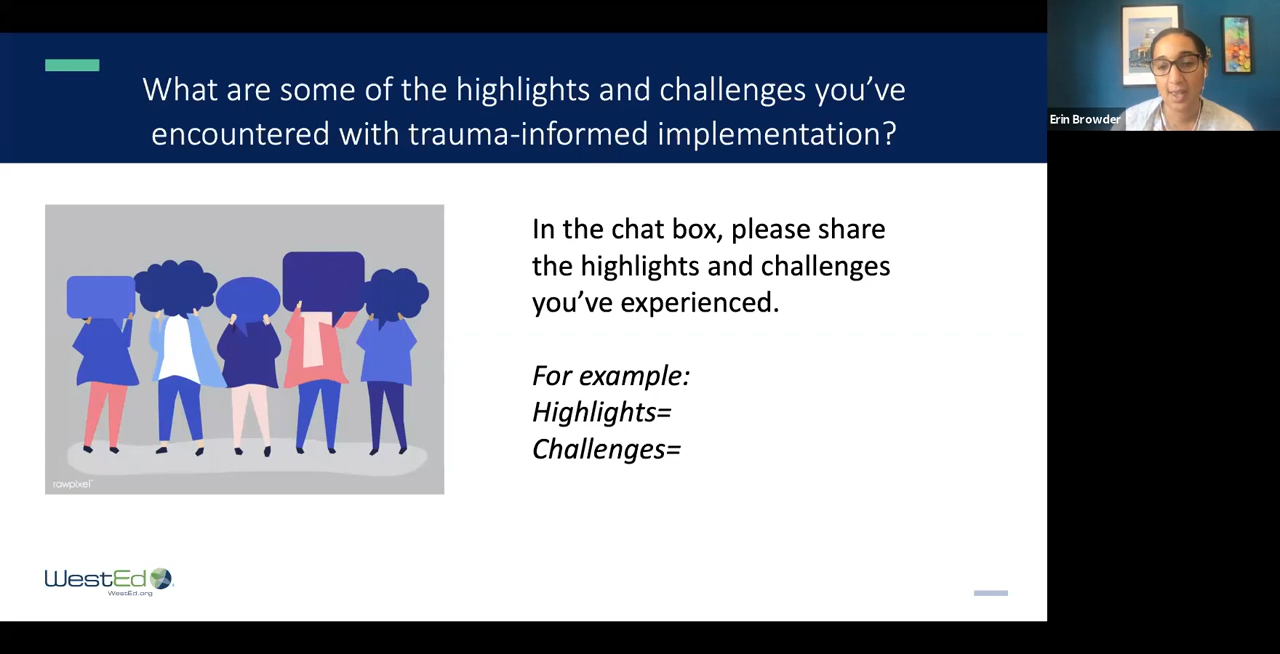 What are some of the highlights and challenges you've
encountered with trauma-informed implementation?
Erin Browder
In the chat box, please share
the highlights and challenges
you've experienced.
For example:
Highlights=
Challenges=
rawpixel
WestEd
WestEd.org